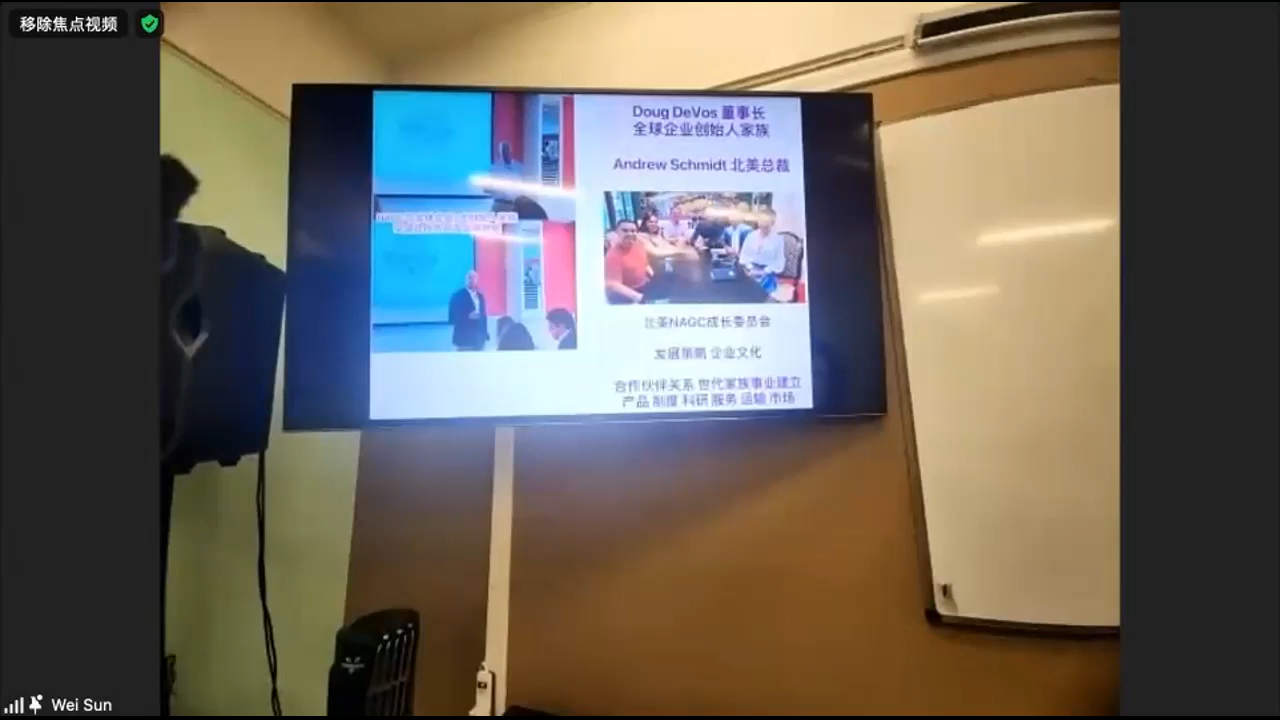 移除焦点视频
Doug DeVos 董事长
全球企业创始人家族
Andrew Schmidt 北美总裁
北美NAGC成长委员会
发展策略 企业文化
合作伙伴关系 世代家族事业建立
产品 制度 科研 服务 运输 市场
Wei Sun